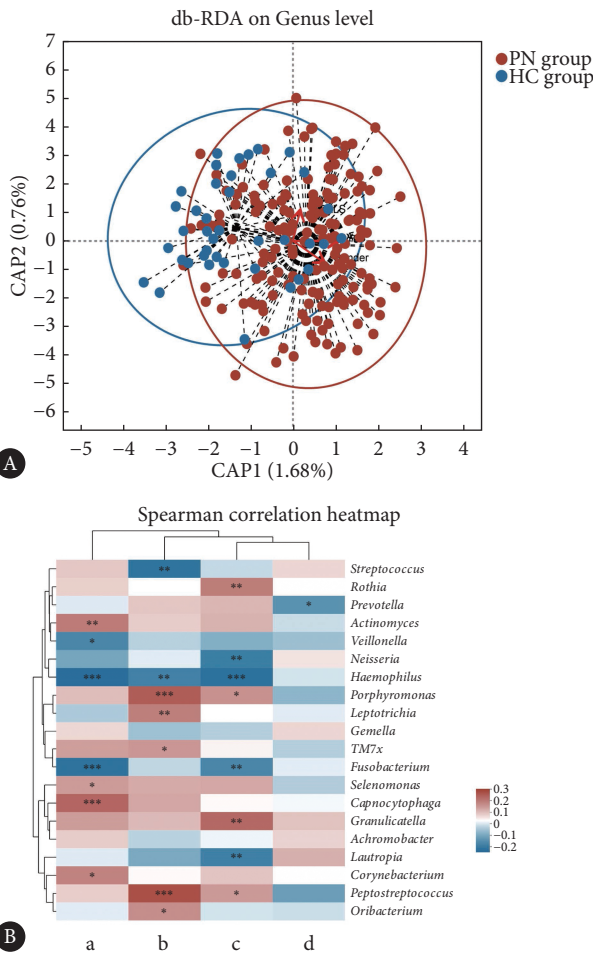 db-RDA on Genus level
7
6
5
4
3
2
1
0
−1
−2
−3
−4
−5
−6
CAP2 (0.76%)
−5 −4 −3 −2 −1 0 1 2 3 4
CAP1 (1.68%)
PN group
HC group
A
Spearman correlation heatmap
** Streptococcus
** Rothia
* Prevotella
** Actinomyces
* Veillonella
** Neisseria
*** ** *** Haemophilus
*** * Porphyromonas
** Leptotrichia
Gemella
* TM7x
*** ** Fusobacterium
* Selenomonas
*** Capnocytophaga
** Granulicatella
Achromobacter
** Lautropia
* Corynebacterium
*** * Peptostreptococcus
* Oribacterium
0.3
0.2
0.1
0
−0.1
−0.2
B
a b c d